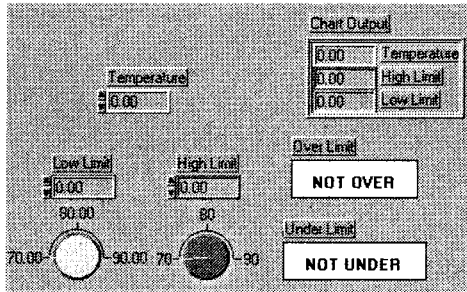 Chart Output
0.00 Temperature
0.00 High Limit
0.00 Low Limit
Temperature
0.00
Low Limit
0.00
80.00
70.00 90.00
High Limit
0.00
80
70 90
Over Limit
NOT OVER
Under Limit
NOT UNDER